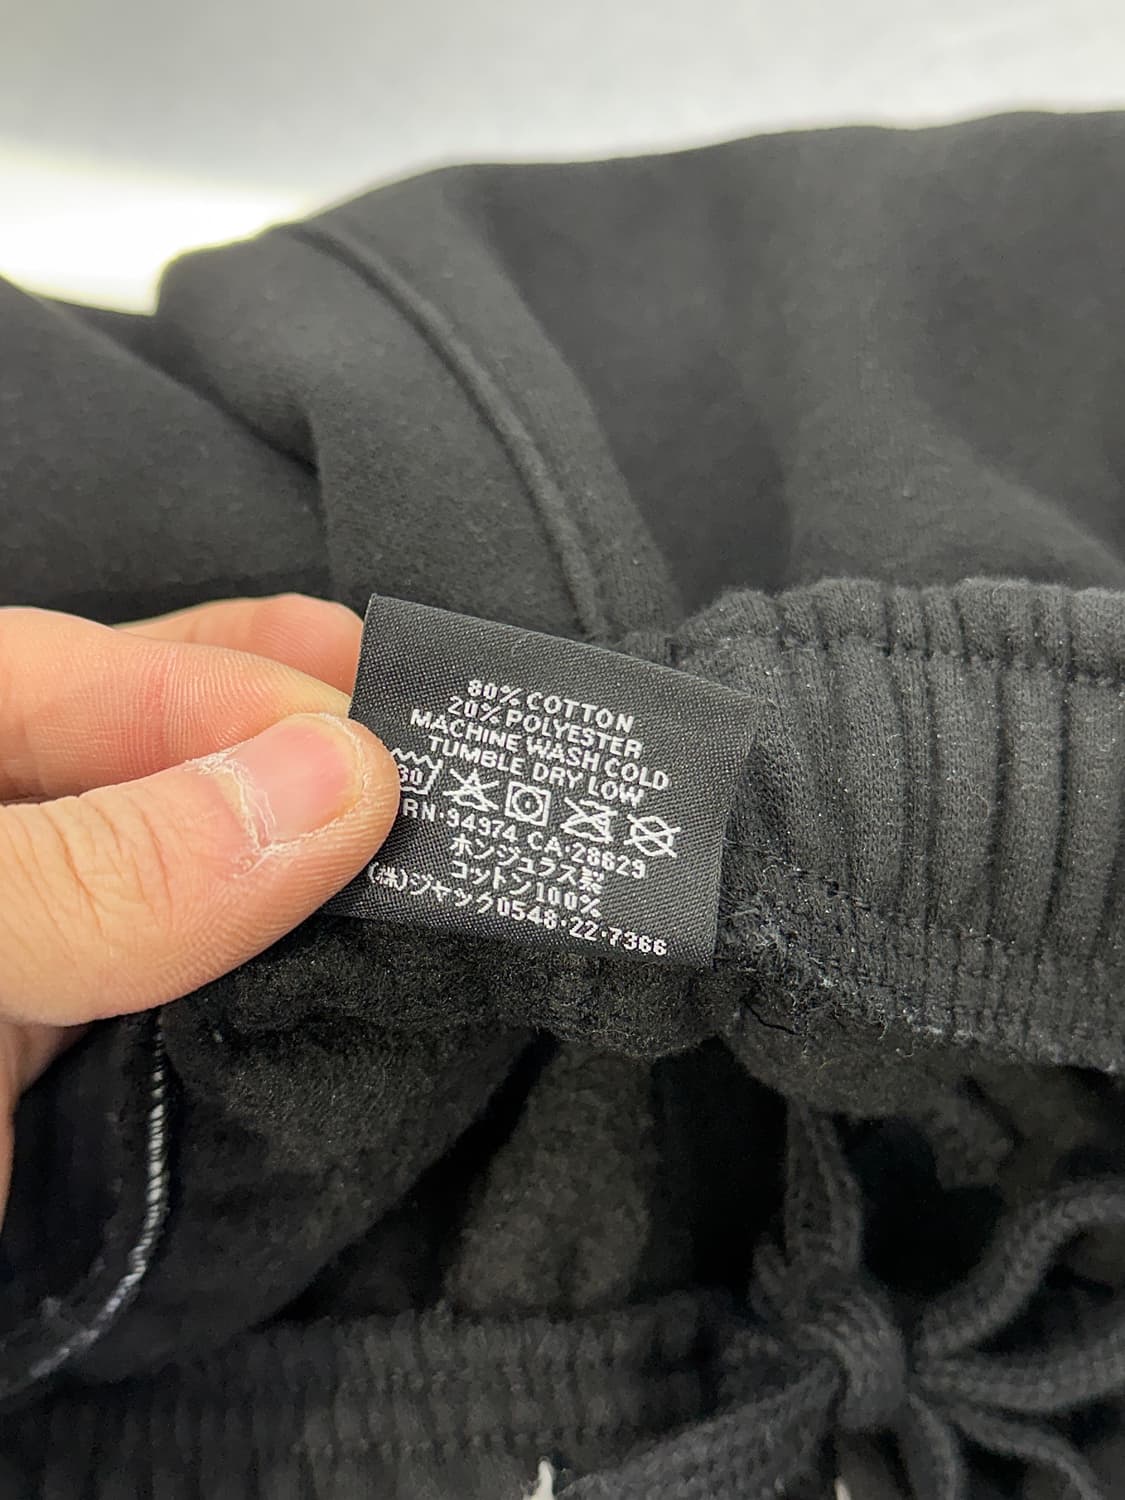 80% COTTON
20% POLYESTER
MACHINE WASH COLD
TUMBLE DRY LOW
30
RN·94974 CA·28629
ホンジュラス製
コットン100%
(株)ジャック0548·22·7366